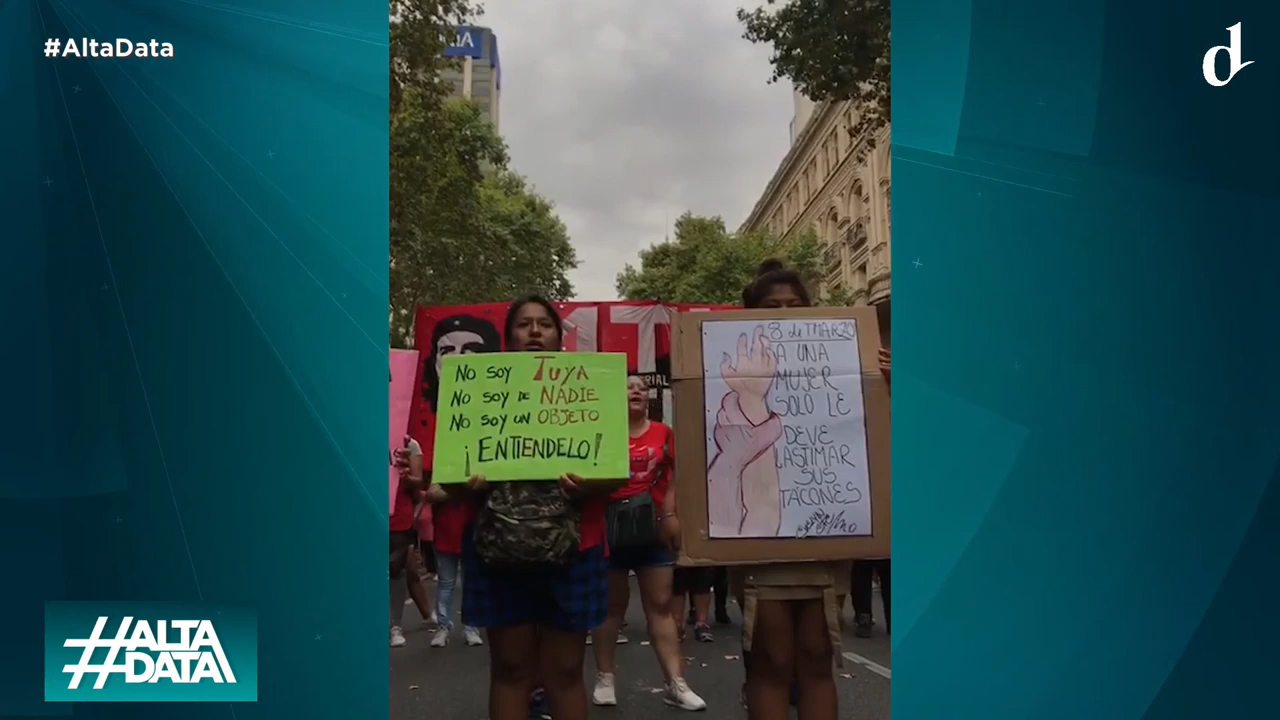 #AltaData
d
IA
NO SOY TUYA
NO SOY DE NADIE
NO SOY UN OBJETO
¡ENTIENDELO!
8 de MARZO
A UNA
MUJER
SOLO LE
DEVE
LASTIMAR
SUS
TACONES
#ALTA
DATA